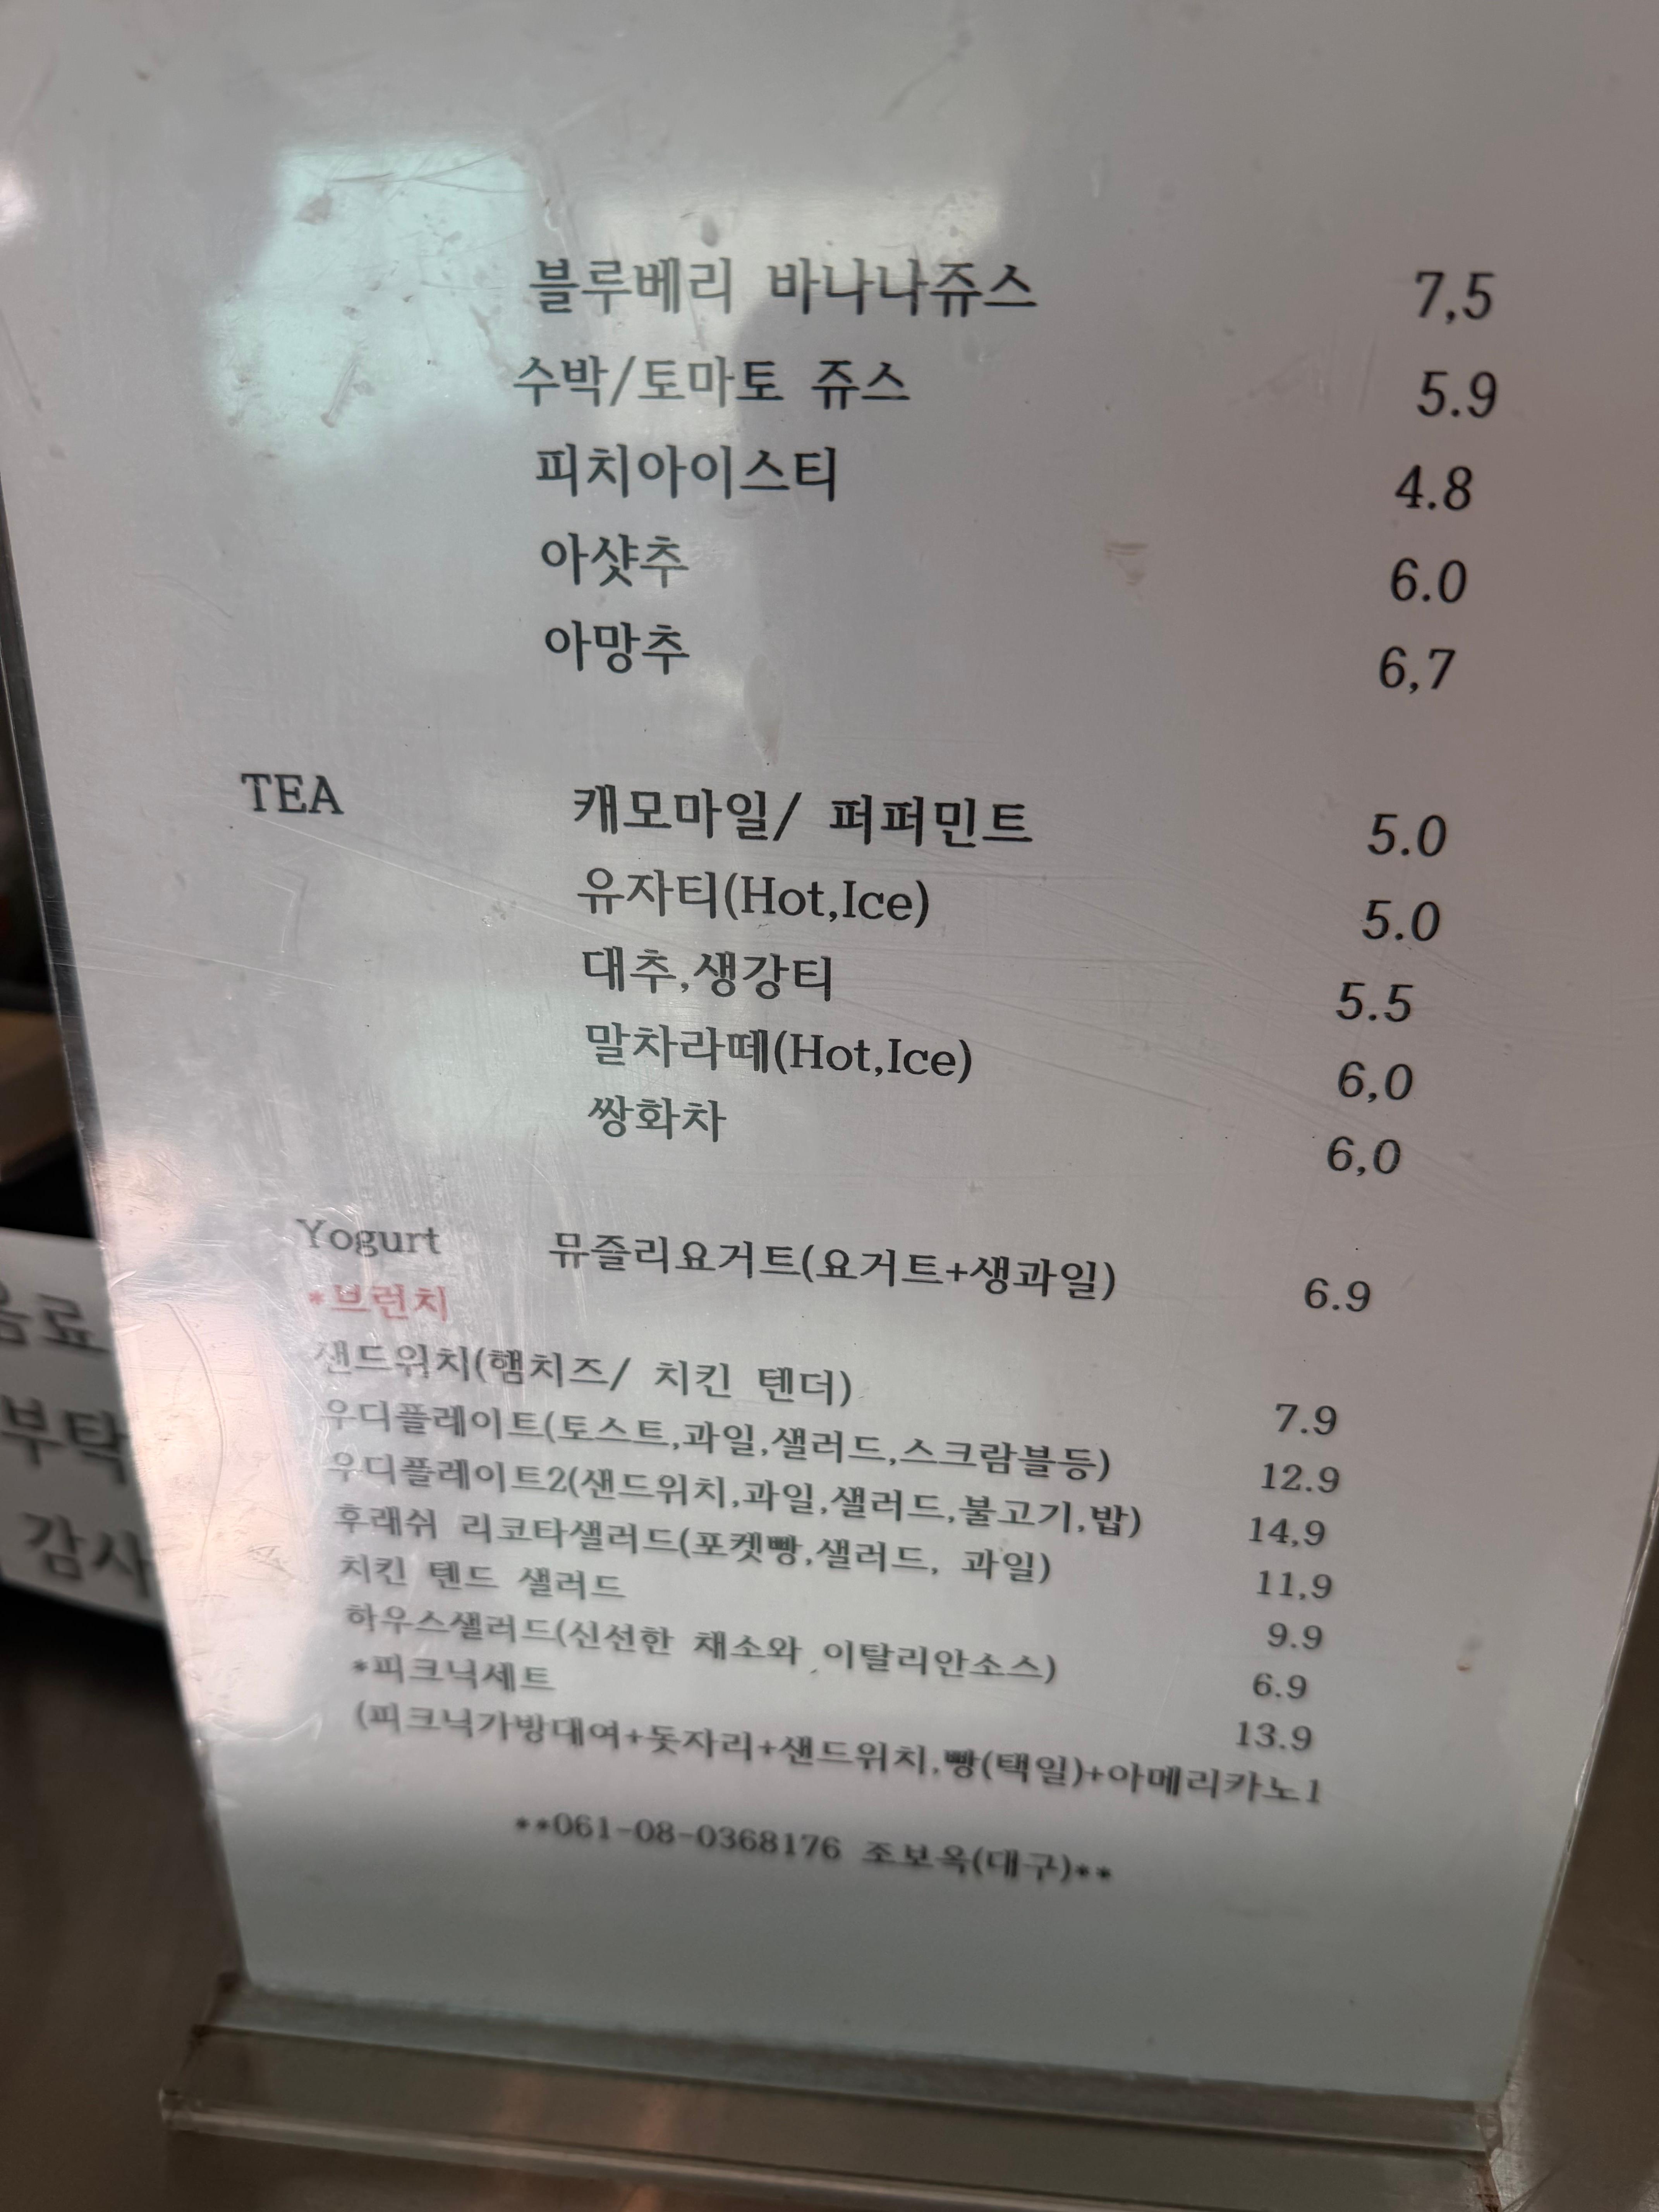 블루베리 바나나쥬스 7,5
수박/토마토 쥬스 5.9
피치아이스티 4.8
아샷추 6.0
아망추 6,7
TEA 캐모마일/ 퍼퍼민트 5.0
유자티(Hot,Ice) 5.0
대추,생강티 5.5
말차라떼(Hot,Ice) 6,0
쌍화차 6,0
Yogurt 뮤즐리요거트(요거트+생과일) 6.9
*브런치
샌드위치(햄치즈/ 치킨 텐더) 7.9
우디플레이트(토스트,과일,샐러드,스크람블등) 12.9
우디플레이트2(샌드위치,과일,샐러드,불고기,밥) 14,9
후래쉬 리코타샐러드(포켓빵,샐러드, 과일) 11,9
치킨 텐드 샐러드 9.9
하우스샐러드(신선한 채소와 이탈리안소스) 6.9
*피크닉세트 13.9
(피크닉가방대여+돗자리+샌드위치,빵(택일)+아메리카노1
**061-08-0368176 조보옥(대구)**
음료
부탁
감사